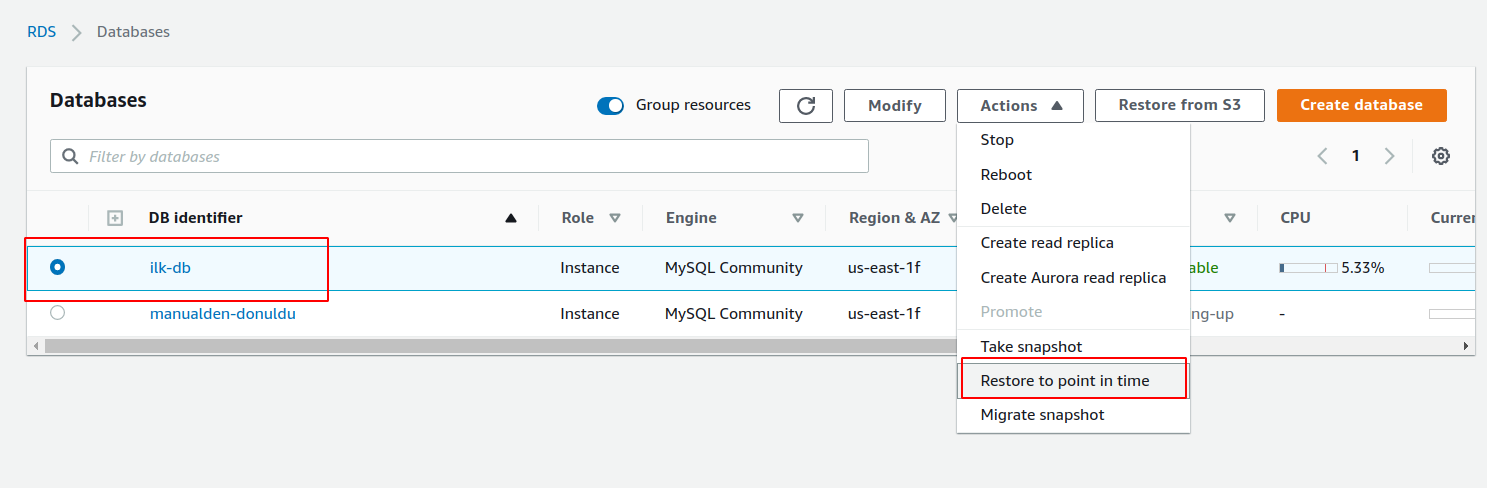 RDS > Databases
Databases
Group resources
Modify
Actions
Restore from S3
Create database
Filter by databases
1
Stop
Reboot
Delete
Create read replica
Create Aurora read replica
Promote
Take snapshot
Restore to point in time
Migrate snapshot
DB identifier Role Engine Region & AZ CPU Curren
ilk-db Instance MySQL Community us-east-1f able 5.33%
manualden-donuldu Instance MySQL Community us-east-1f ng-up -